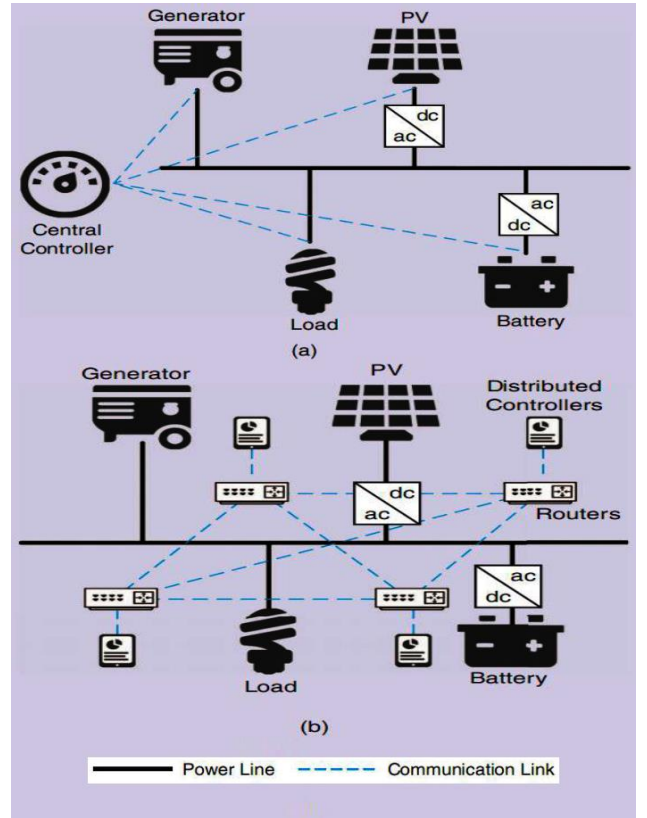 Generator
PV
dc
ac
ac
dc
Central
Controller
Load
Battery
(a)
Generator
PV
Distributed
Controllers
dc
ac
Routers
ac
dc
Load
Battery
(b)
Power Line
Communication Link